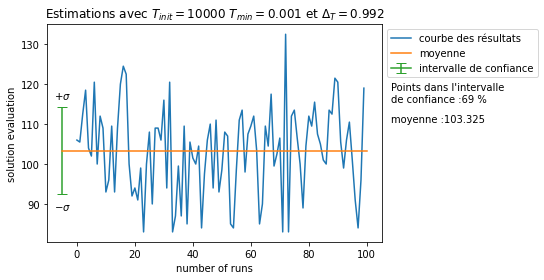 Estimations avec T_init = 10000 T_min = 0.001 et Δ_T = 0.992
courbe des résultats
moyenne
intervalle de confiance
Points dans l'intervalle
de confiance :69 %
moyenne :103.325
solution evaluation
130
120
110
100
90
+σ
−σ
0
20
40
60
80
100
number of runs